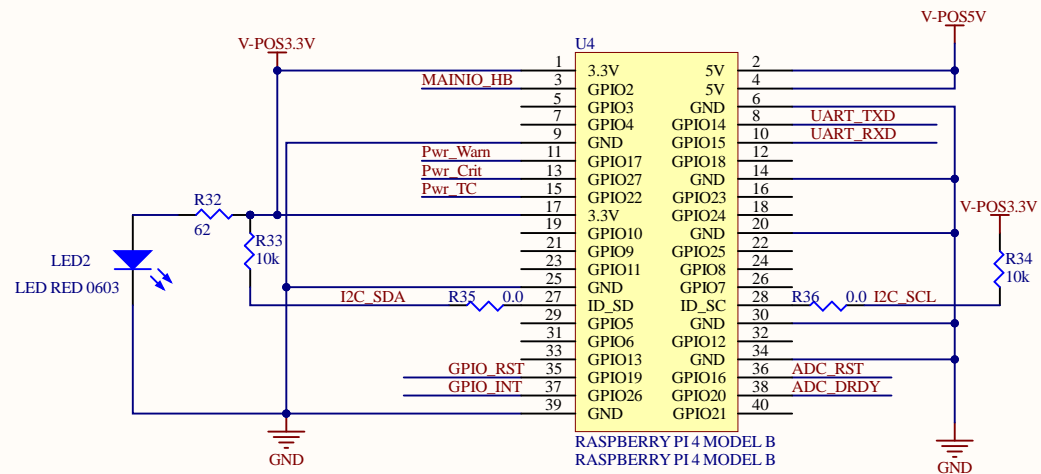 V-POS5V
V-POS3.3V
U4
1 3.3V 5V 2
MAINIO_HB 3 GPIO2 5V 4
5 GPIO3 GND 6
7 GPIO4 GPIO14 8 UART_TXD
9 GND GPIO15 10 UART_RXD
Pwr_Warn 11 GPIO17 GPIO18 12
Pwr_Crit 13 GPIO27 GND 14
Pwr_TC 15 GPIO22 GPIO23 16
R32 17 3.3V GPIO24 18 V-POS3.3V
62 19 GPIO10 GND 20
R33 21 GPIO9 GPIO25 22
10k 23 GPIO11 GPIO8 24 R34
LED2 10k
25 GND GPIO7 26
LED RED 0603
I2C_SDA R35 0.0 27 ID_SD ID_SC 28 R36 0.0 I2C_SCL
29 GPIO5 GND 30
31 GPIO6 GPIO12 32
33 GPIO13 GND 34
GPIO_RST 35 GPIO19 GPIO16 36 ADC_RST
GPIO_INT 37 GPIO26 GPIO20 38 ADC_DRDY
39 GND GPIO21 40
RASPBERRY PI 4 MODEL B
RASPBERRY PI 4 MODEL B
GND
GND